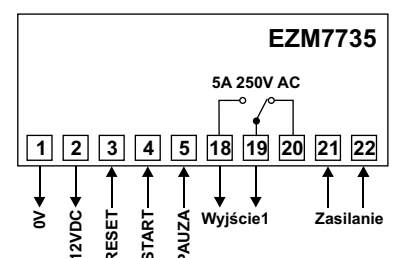 EZM7735
5A 250V AC
1 2 3 4 5 18 19 20 21 22
0V
12VDC
RESET
START
PAUZA
Wyjście1
Zasilanie